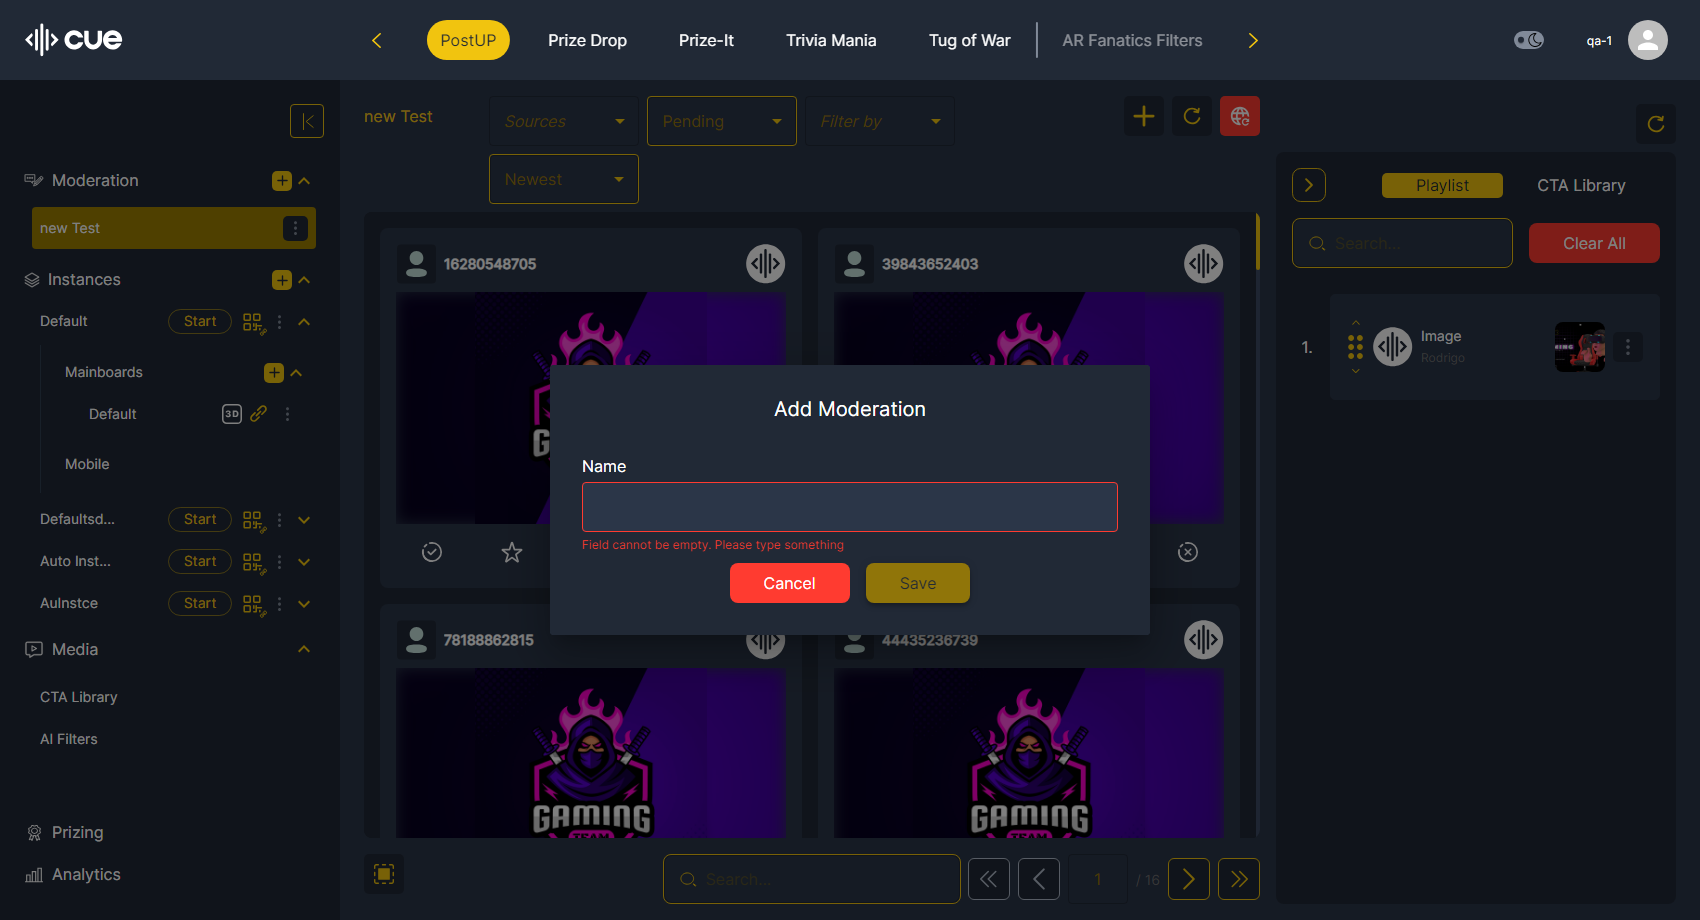 cue
PostUP
Prize Drop
Prize-It
Trivia Mania
Tug of War
AR Fanatics Filters
qa-1
Moderation
new Test
Instances
Default
Start
Mainboards
Default
3D
Mobile
Defaultsd...
Start
Auto Inst...
Start
AuInstce
Start
Media
CTA Library
AI Filters
Prizing
Analytics
new Test
Sources
Pending
Filter by
Newest
16280548705
39843652403
78188862815
44435236739
GAMING
TEAM
GAMING
TEAM
Search...
1
/ 16
Add Moderation
Name
Field cannot be empty. Please type something
Cancel
Save
Playlist
CTA Library
Search...
Clear All
1.
Image
Rodrigo